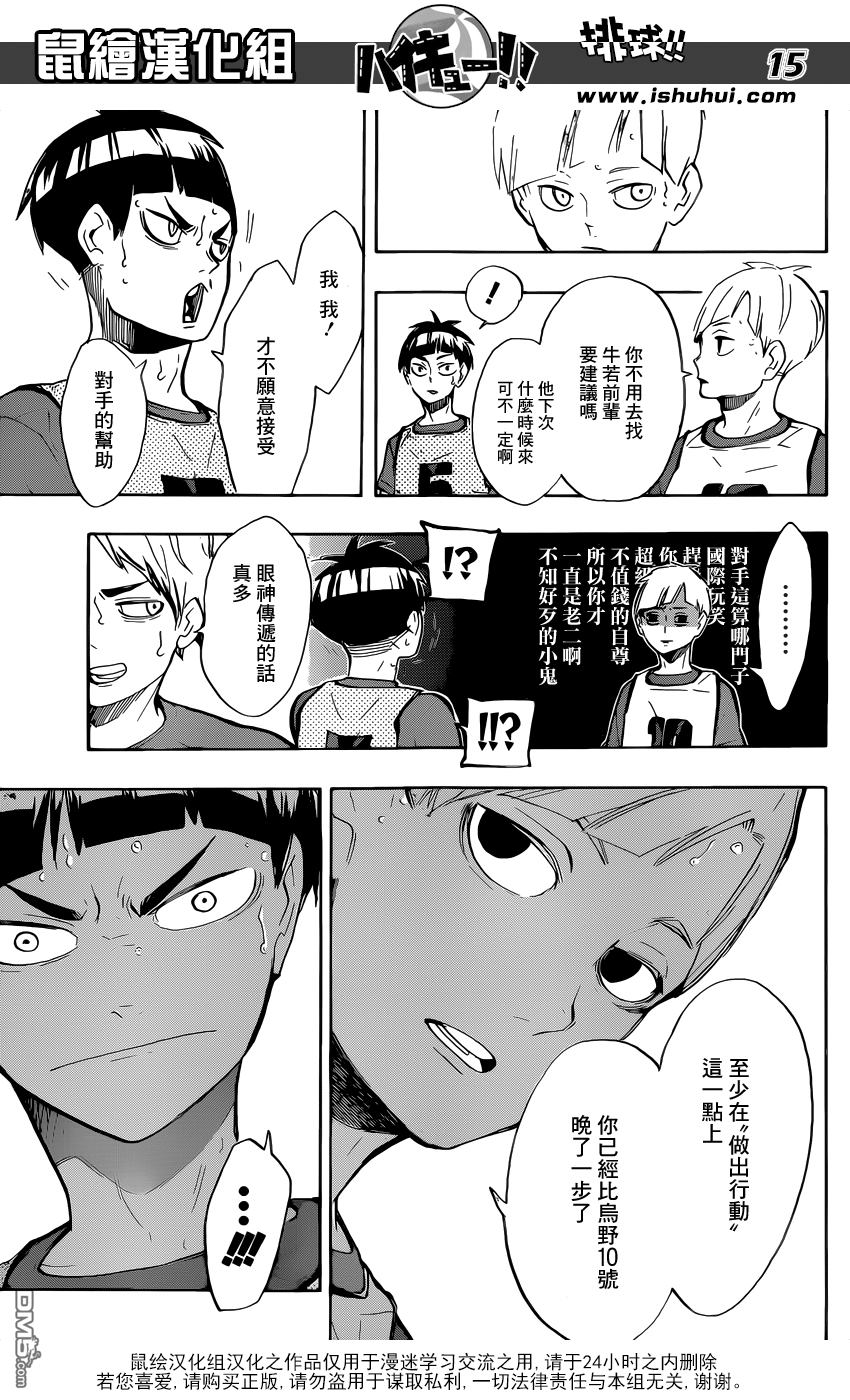 鼠繪漢化組
ハイキュー!!
排球!!
15
www.ishuhui.com
!
你不用去找
牛若前輩
要建議嗎
他下次
什麼時候來
可不一定啊
我 我!
才不願意接受
對手的幫助
5
10
………
對手這算哪門子
國際玩笑
趕
你
超然
不值錢的自尊
所以你才
一直是老二啊
不知好歹的小鬼
10
!?
!!?
眼神傳遞的話
真多
至少在"做出行動"
這一點上
你已經比烏野10號
晚了一步了
…!!!
DM5.com
鼠绘汉化组汉化之作品仅用于漫迷学习交流之用, 请于24小时之内删除
若您喜爱, 请购买正版, 请勿盗用于谋取私利, 一切法律责任与本组无关, 谢谢。